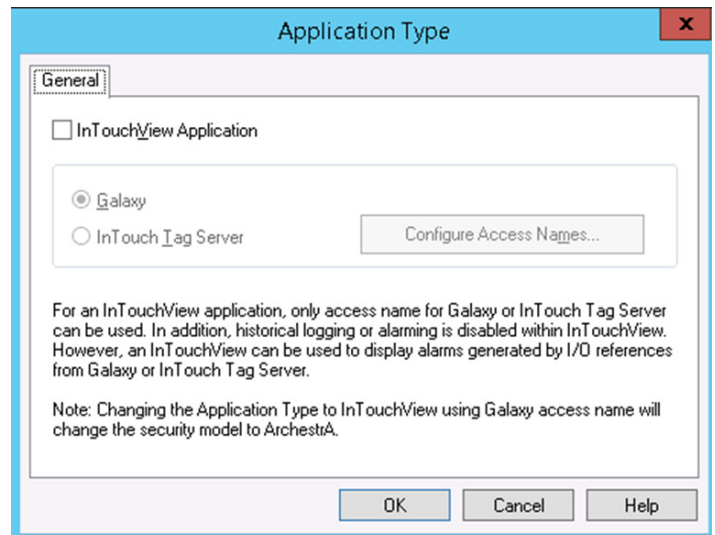 Application Type
x
General
InTouchView Application
Galaxy
InTouch Tag Server
Configure Access Names...
For an InTouchView application, only access name for Galaxy or InTouch Tag Server
can be used. In addition, historical logging or alarming is disabled within InTouchView.
However, an InTouchView can be used to display alarms generated by I/O references
from Galaxy or InTouch Tag Server.
Note: Changing the Application Type to InTouchView using Galaxy access name will
change the security model to ArchestrA.
OK
Cancel
Help